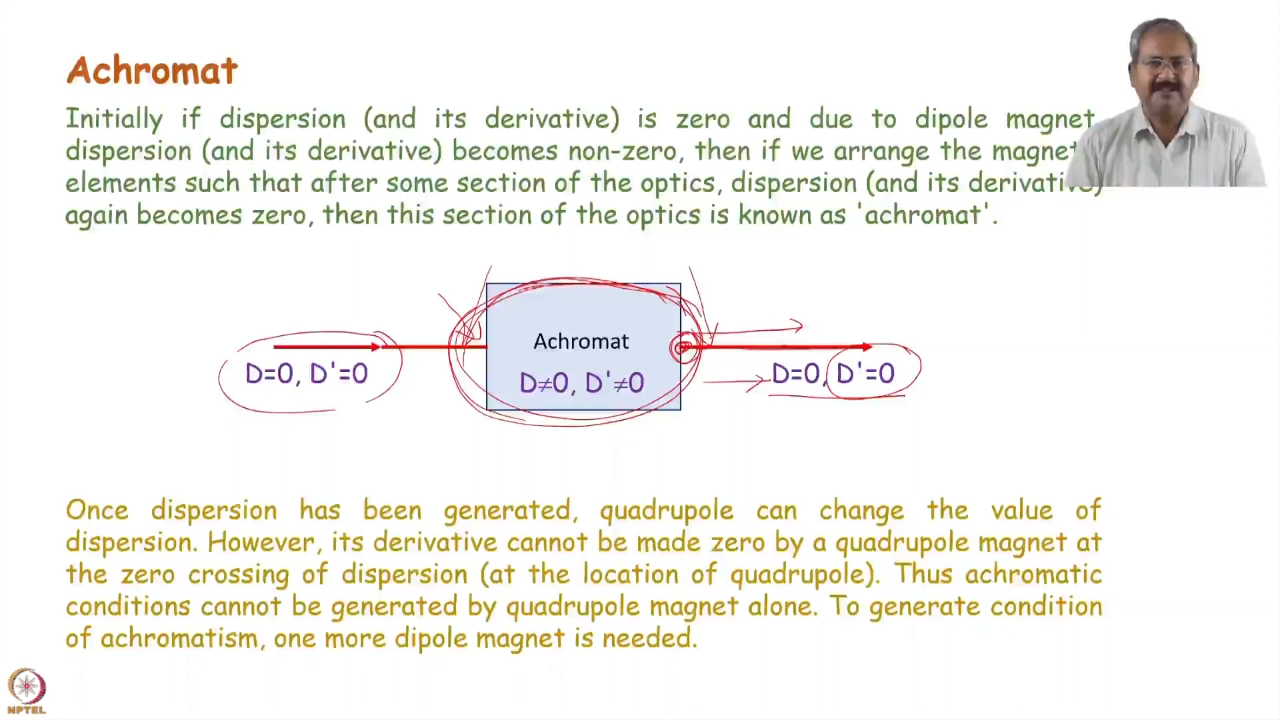 Achromat
Initially if dispersion (and its derivative) is zero and due to dipole magnet
dispersion (and its derivative) becomes non-zero, then if we arrange the magnet
elements such that after some section of the optics, dispersion (and its derivative)
again becomes zero, then this section of the optics is known as 'achromat'.
Achromat
D=0, D'=0
D≠0, D'≠0
D=0, D'=0
Once dispersion has been generated, quadrupole can change the value of
dispersion. However, its derivative cannot be made zero by a quadrupole magnet at
the zero crossing of dispersion (at the location of quadrupole). Thus achromatic
conditions cannot be generated by quadrupole magnet alone. To generate condition
of achromatism, one more dipole magnet is needed.
NPTEL